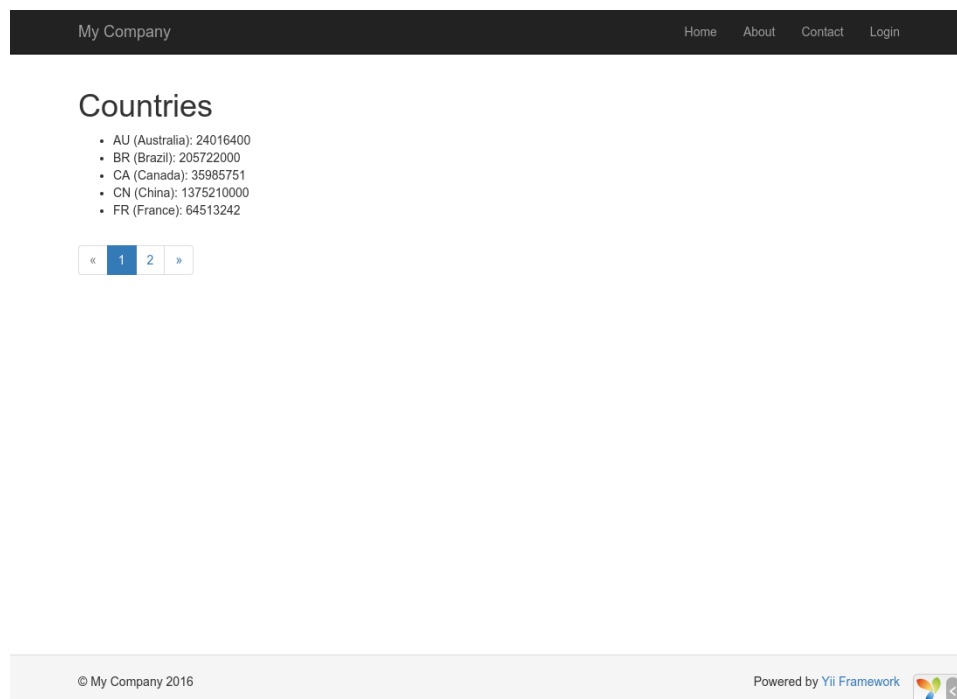 My Company Home About Contact Login
Countries
• AU (Australia): 24016400
• BR (Brazil): 205722000
• CA (Canada): 35985751
• CN (China): 1375210000
• FR (France): 64513242
« 1 2 »
© My Company 2016 Powered by Yii Framework <